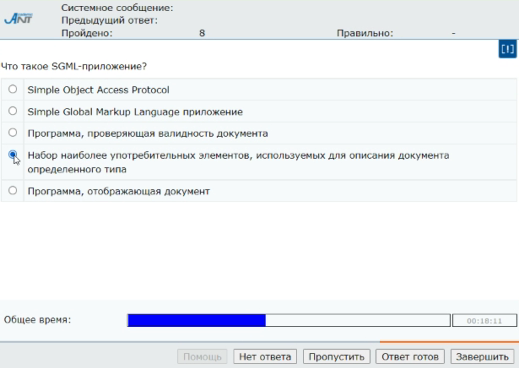 Системное сообщение:
ANT
Предыдущий ответ:
Пройдено: 8 Правильно: -
[!]
Что такое SGML-приложение?
Simple Object Access Protocol
Simple Global Markup Language приложение
Программа, проверяющая валидность документа
Набор наиболее употребительных элементов, используемых для описания документа
определенного типа
Программа, отображающая документ
Общее время: 00:18:11
Помощь Нет ответа Пропустить Ответ готов Завершить